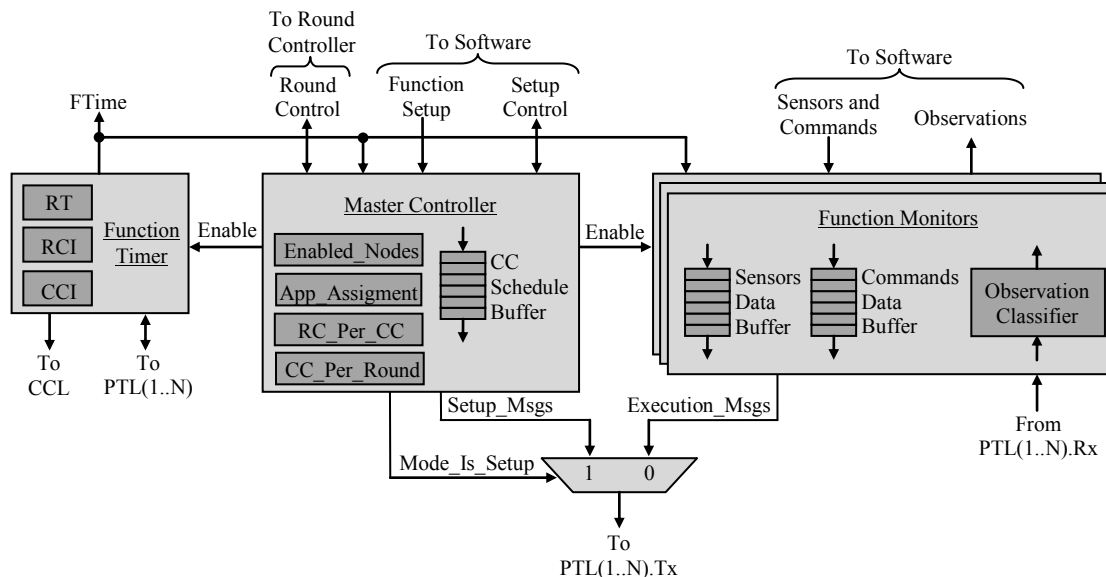 To Round
Controller
To Software
To Software
Round
Control
Function
Setup
Setup
Control
Sensors and
Commands
Observations
FTime
RT
RCI
CCI
Function
Timer
Enable
Master Controller
Enabled_Nodes
App_Assigment
RC_Per_CC
CC_Per_Round
CC
Schedule
Buffer
Enable
Function Monitors
Sensors
Data
Buffer
Commands
Data
Buffer
Observation
Classifier
To
CCL
To
PTL(1..N)
Setup_Msgs
Execution_Msgs
Mode_Is_Setup
1 0
From
PTL(1..N).Rx
To
PTL(1..N).Tx